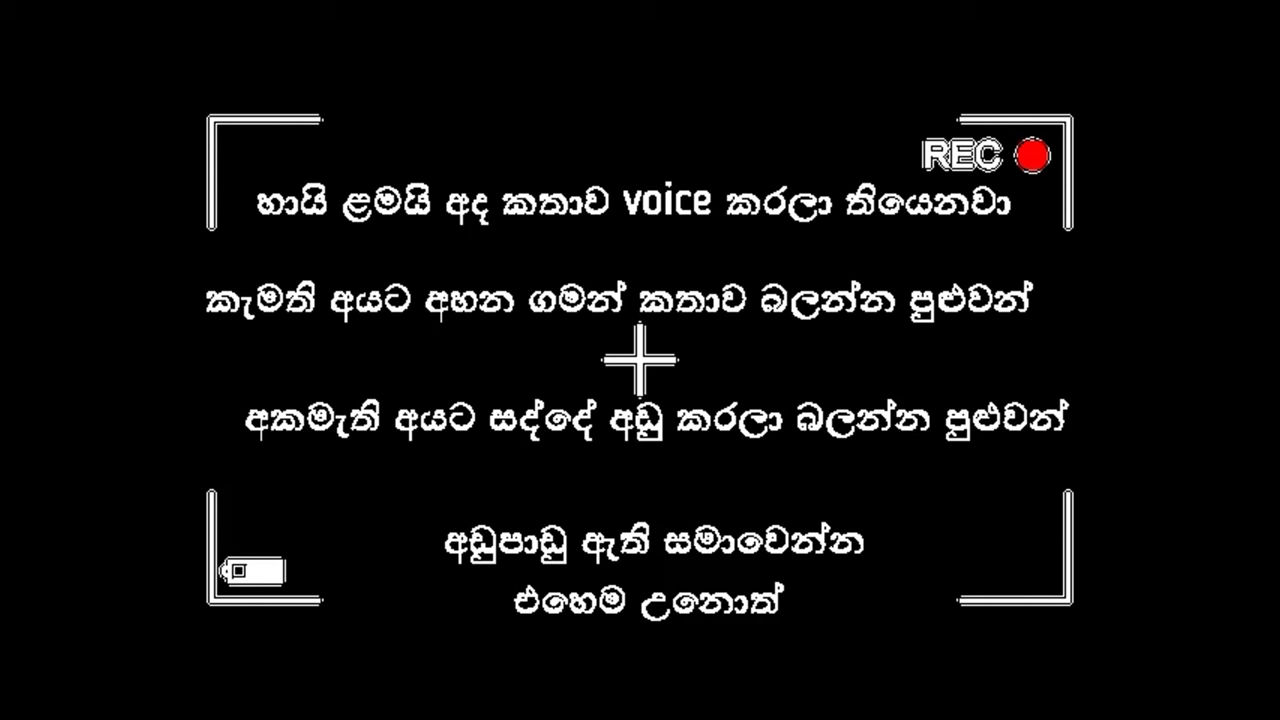 REC
හායි ළමයි අද කතාව voice කරලා තියෙනවා
කැමති අයට අහන ගමන් කතාව බලන්න පුළුවන්
අකමැති අයට සද්දේ අඩු කරලා බලන්න පුළුවන්
අඩුපාඩු ඇති සමාවෙන්න
එහෙම උනොත්